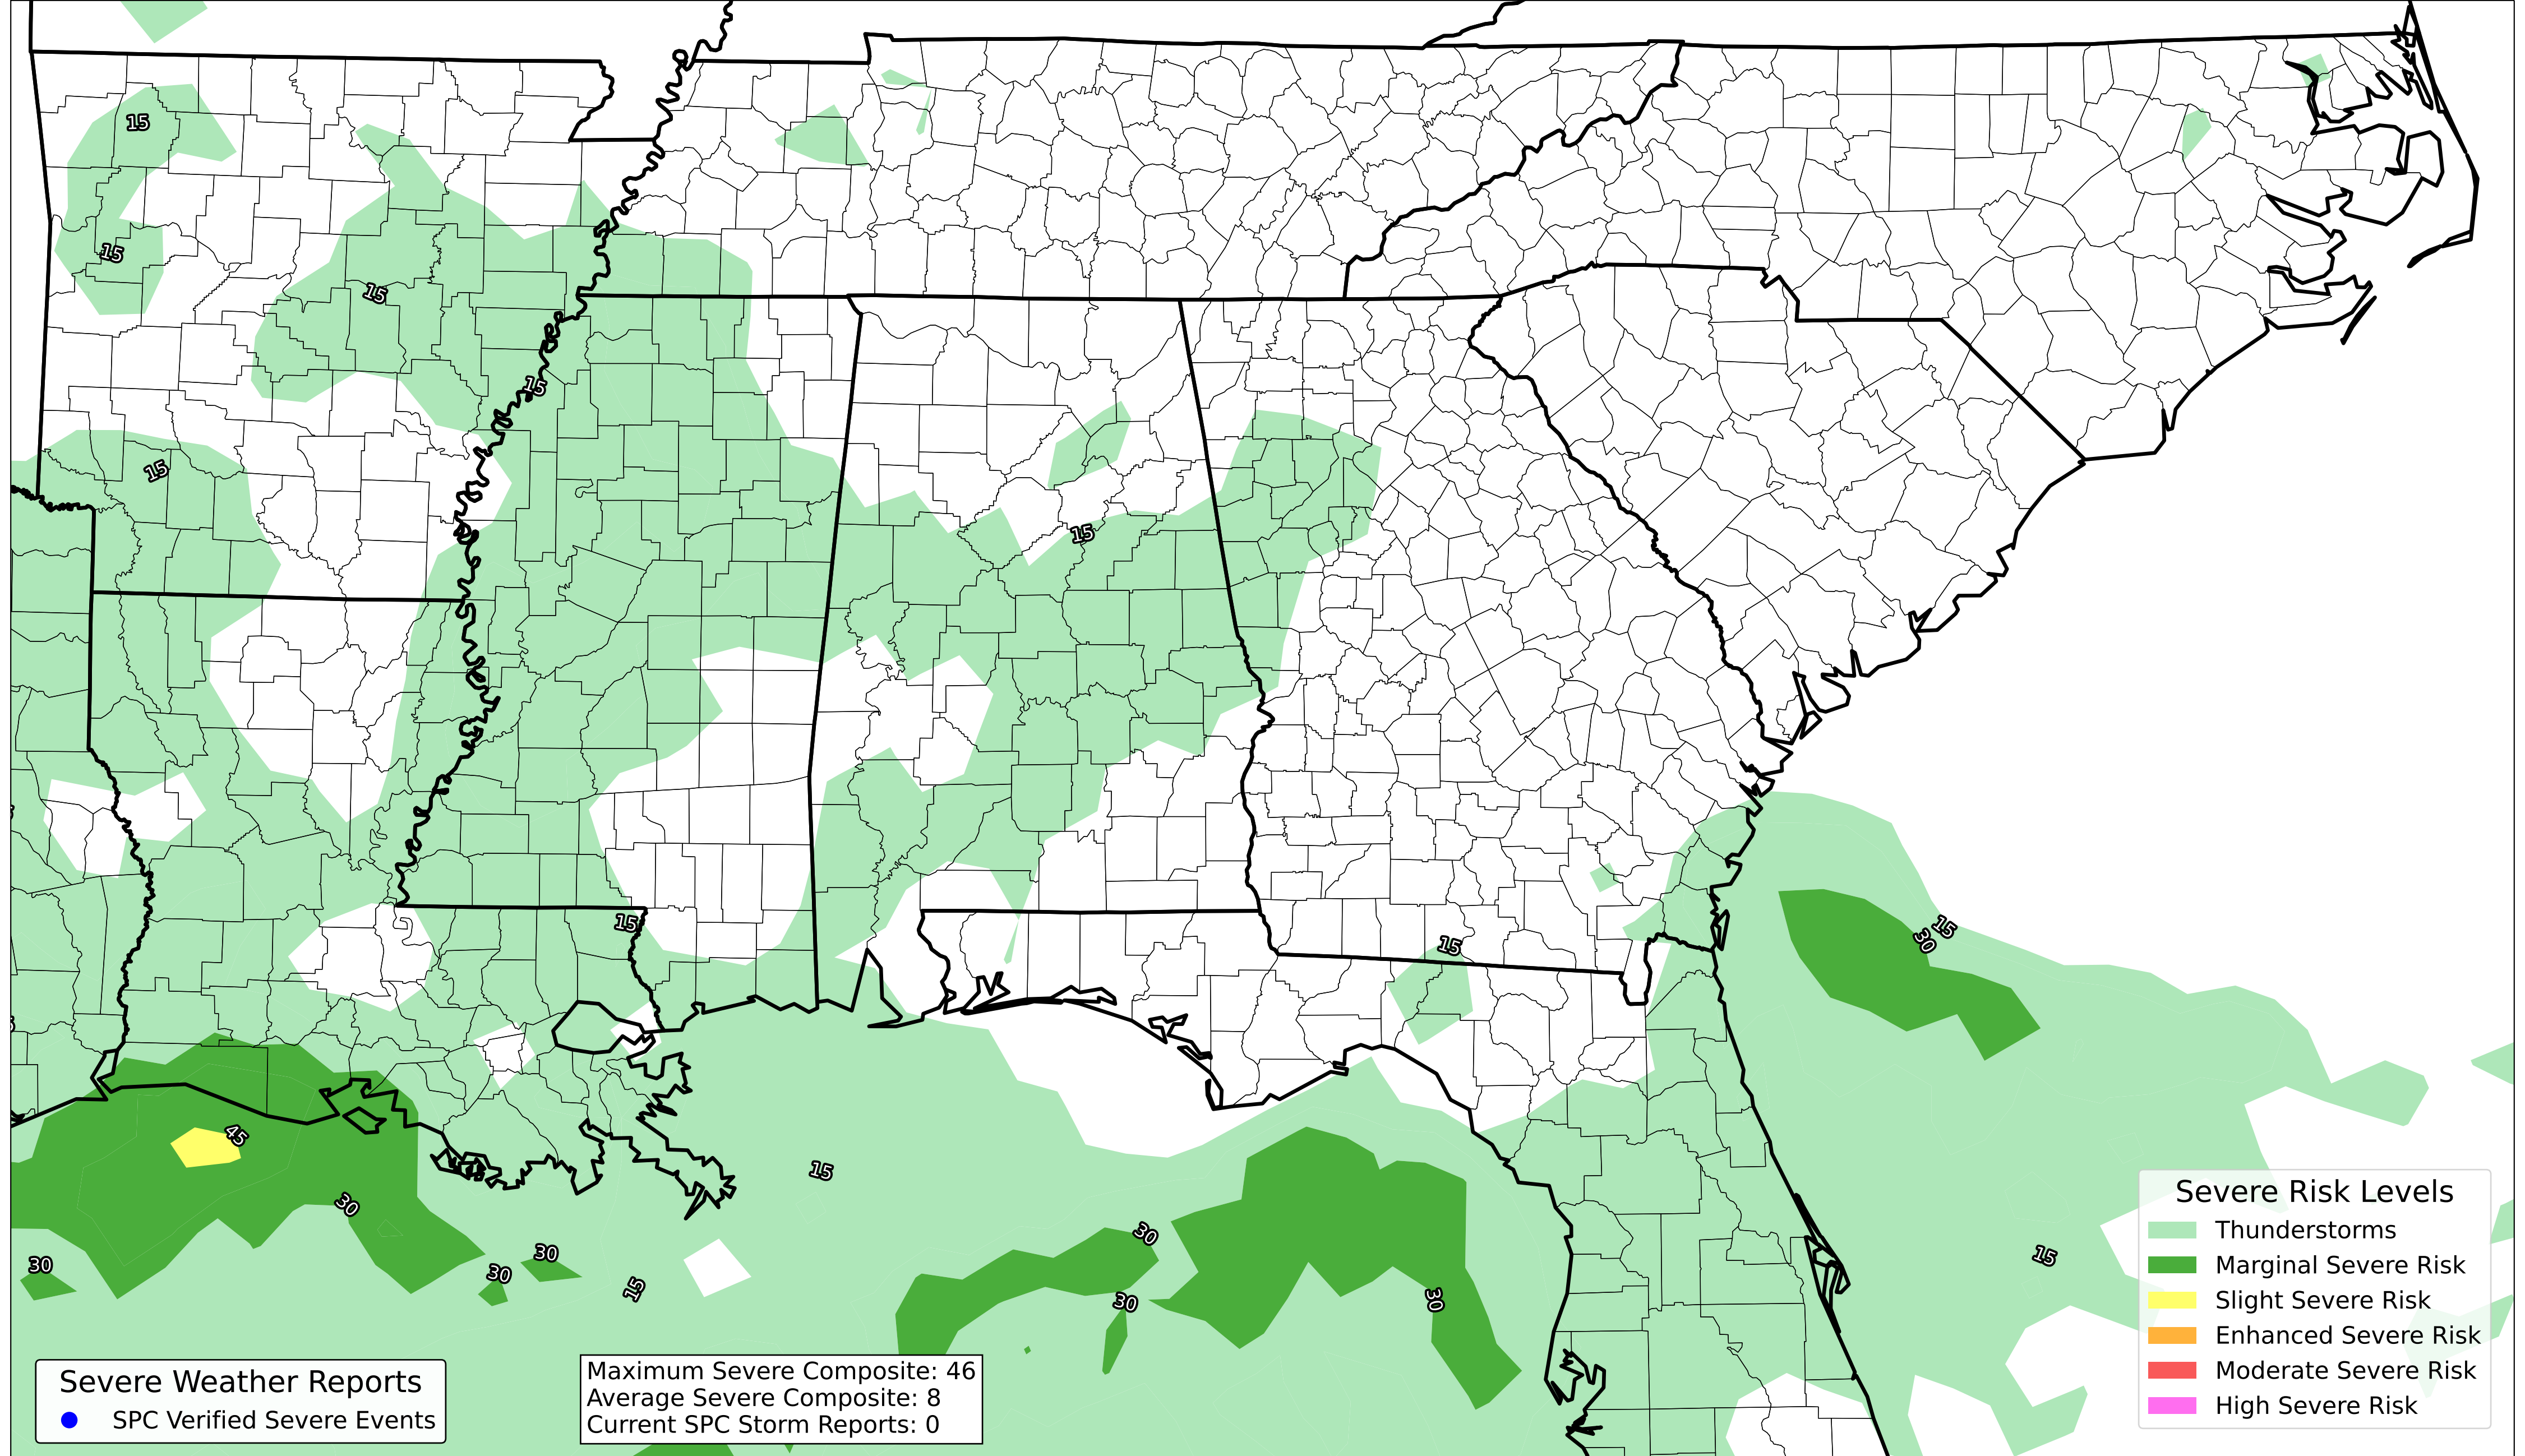 15
15
15
15
15
15
15
15
15
30
45
30
15
30
15
30
30
30
30
15
30
15
Severe Risk Levels
Thunderstorms
Marginal Severe Risk
Slight Severe Risk
Enhanced Severe Risk
Moderate Severe Risk
High Severe Risk
Severe Weather Reports
SPC Verified Severe Events
Maximum Severe Composite: 46
Average Severe Composite: 8
Current SPC Storm Reports: 0